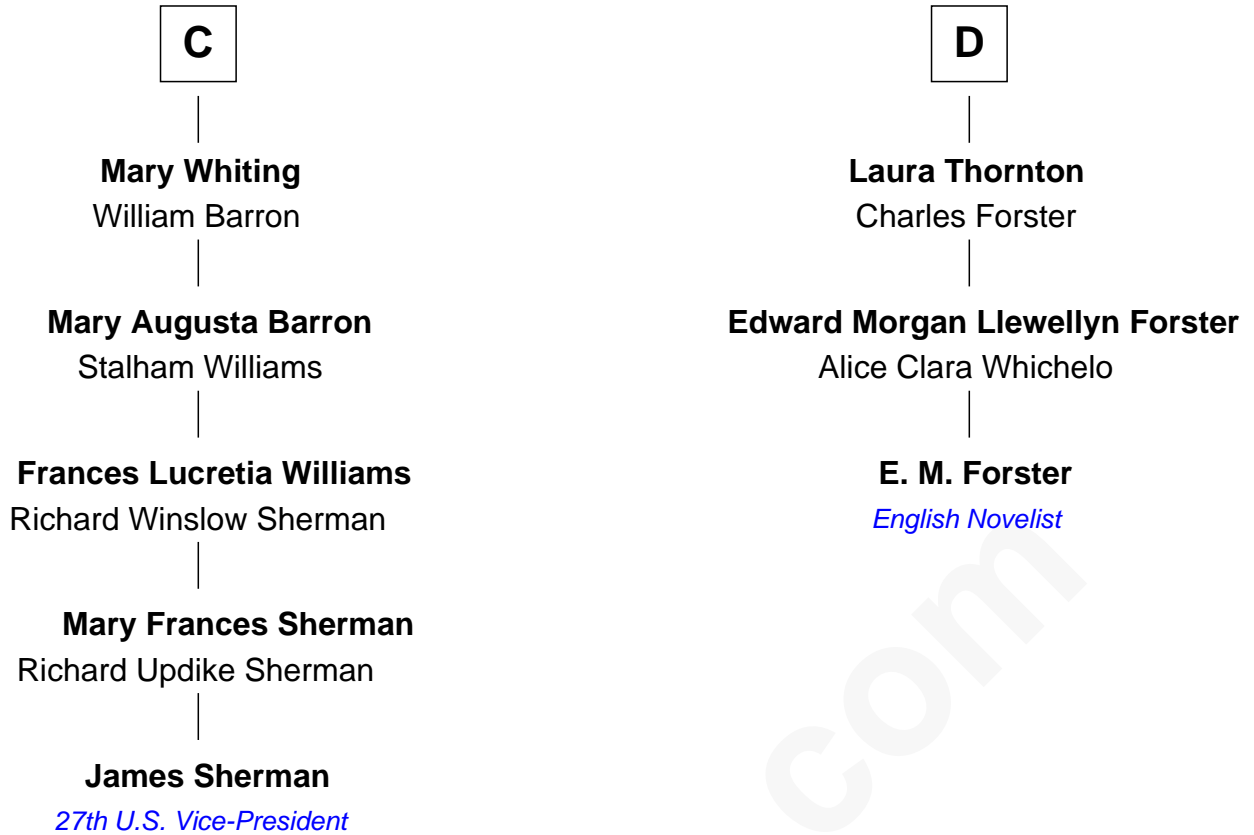 C
Mary Whiting
William Barron
Mary Augusta Barron
Stalham Williams
Frances Lucretia Williams
Richard Winslow Sherman
Mary Frances Sherman
Richard Updike Sherman
James Sherman
27th U.S. Vice-President
D
Laura Thornton
Charles Forster
Edward Morgan Llewellyn Forster
Alice Clara Whichelo
E. M. Forster
English Novelist
com